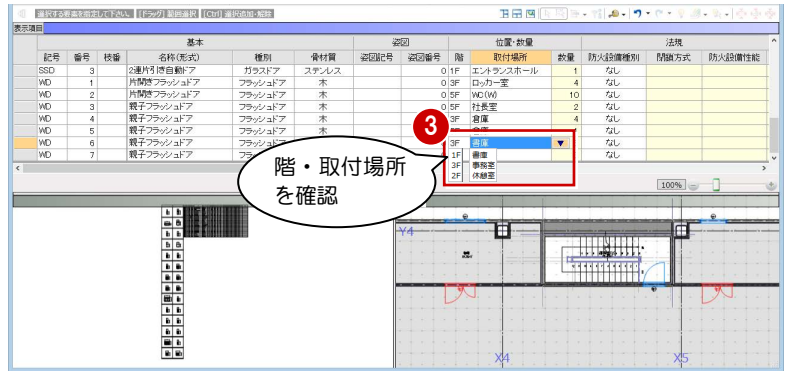 選択する要素を指定して下さい。 [ドラッグ]:範囲選択 [Ctrl]:選択追加・解除
表示項目
基本 姿図 位置・数量 法規
記号 番号 枝番 名称(形式) 種別 骨材質 姿図記号 姿図番号 階 取付場所 数量 防火設備種別 閉鎖方式 防火設備性能
SSD 3 2連片引き自動ドア ガラスドア ステンレス 0 1F エントランスホール 1 なし
WD 1 片開きフラッシュドア フラッシュドア 木 0 3F ロッカー室 4 なし
WD 2 片開きフラッシュドア フラッシュドア 木 0 5F WC(W) 10 なし
WD 3 親子フラッシュドア フラッシュドア 木 0 5F 社長室 2 なし
WD 4 親子フラッシュドア フラッシュドア 木 3F 倉庫 4 なし
WD 5 親子フラッシュドア フラッシュドア 木 なし
WD 6 親子フラッシュドア フラッシュドア 3F 書庫 なし
WD 7 親子フラッシュドア フラッシュドア 1F 書庫 なし
3F 事務室
2F 休憩室
3
階・取付場所
を確認
100%
Y4
X4 X5